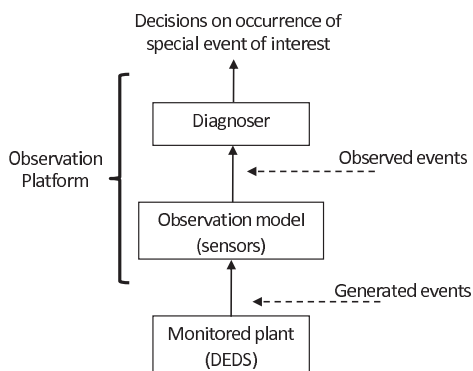 Decisions on occurrence of
special event of interest
Diagnoser
Observation
Platform
Observed events
Observation model
(sensors)
Generated events
Monitored plant
(DEDS)